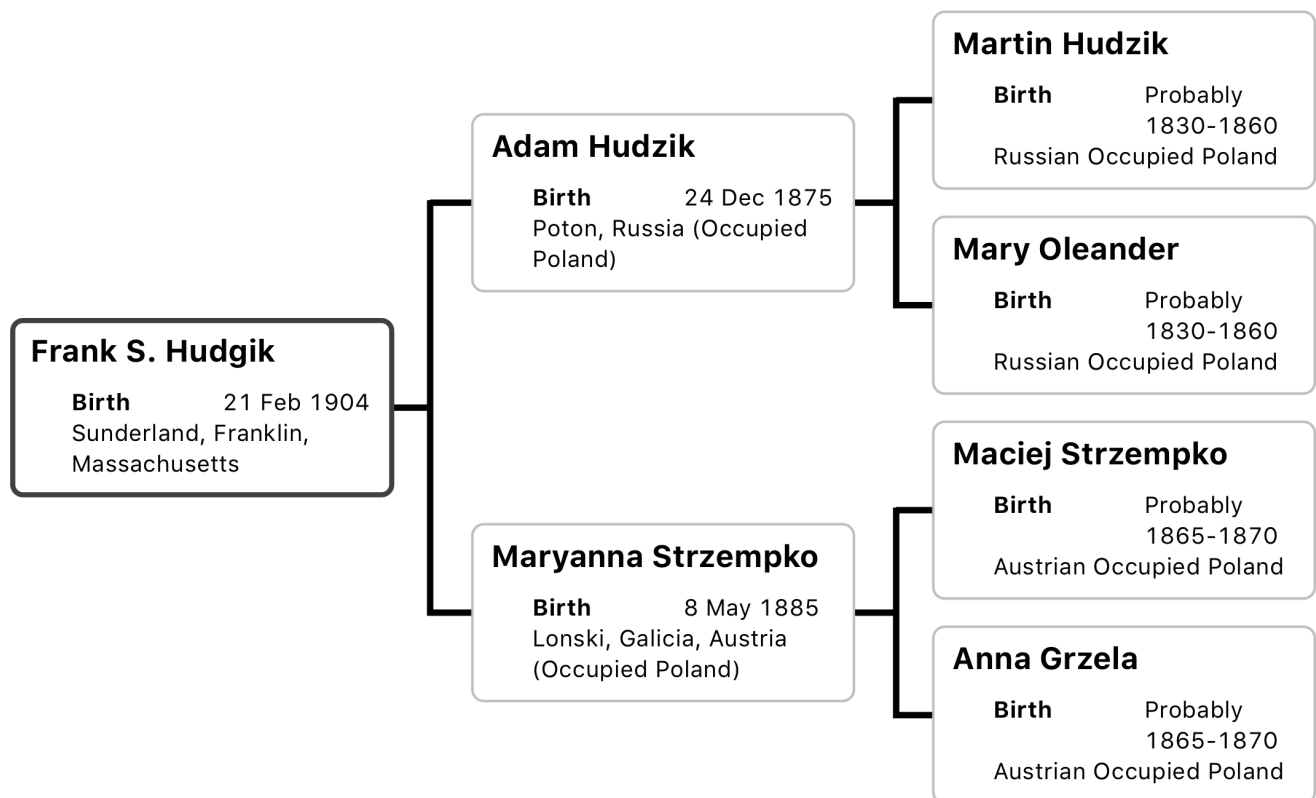 Martin Hudzik
Birth Probably
1830-1860
Russian Occupied Poland
Adam Hudzik
Birth 24 Dec 1875
Poton, Russia (Occupied
Poland)
Mary Oleander
Birth Probably
1830-1860
Russian Occupied Poland
Frank S. Hudgik
Birth 21 Feb 1904
Sunderland, Franklin,
Massachusetts
Maciej Strzempko
Birth Probably
1865-1870
Austrian Occupied Poland
Maryanna Strzempko
Birth 8 May 1885
Lonski, Galicia, Austria
(Occupied Poland)
Anna Grzela
Birth Probably
1865-1870
Austrian Occupied Poland